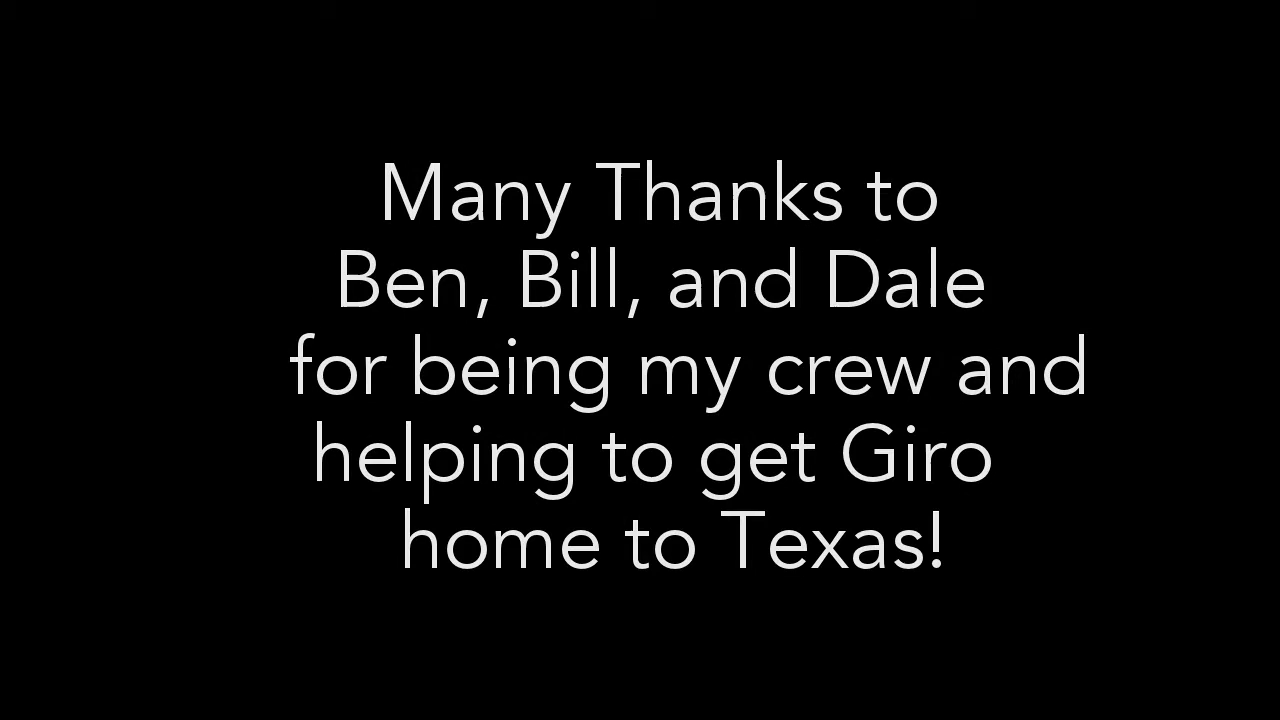 Many Thanks to
Ben, Bill, and Dale
for being my crew and
helping to get Giro
home to Texas!